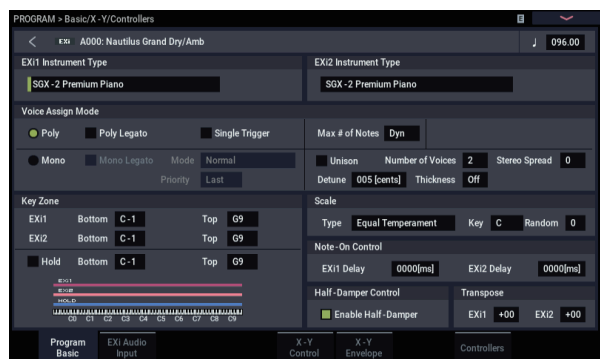 PROGRAM > Basic/X -Y/Controllers E
EXi A000: Nautilus Grand Dry/Amb ♩ 096.00
EXi1 Instrument Type EXi2 Instrument Type
SGX -2 Premium Piano SGX -2 Premium Piano
Voice Assign Mode
Poly Poly Legato Single Trigger Max # of Notes Dyn
Mono Mono Legato Mode Normal Unison Number of Voices 2 Stereo Spread 0
Priority Last Detune 005 [cents] Thickness Off
Key Zone Scale
EXi1 Bottom C -1 Top G9 Type Equal Temperament Key C Random 0
EXi2 Bottom C -1 Top G9 Note-On Control
Hold Bottom C -1 Top G9 EXi1 Delay 0000[ms] EXi2 Delay 0000[ms]
EXi1
EXi2 Half-Damper Control Transpose
HOLD
C0 C1 C2 C3 C4 C5 C6 C7 C8 C9 Enable Half-Damper EXi1 +00 EXi2 +00
Program Basic EXi Audio Input X -Y Control X -Y Envelope Controllers